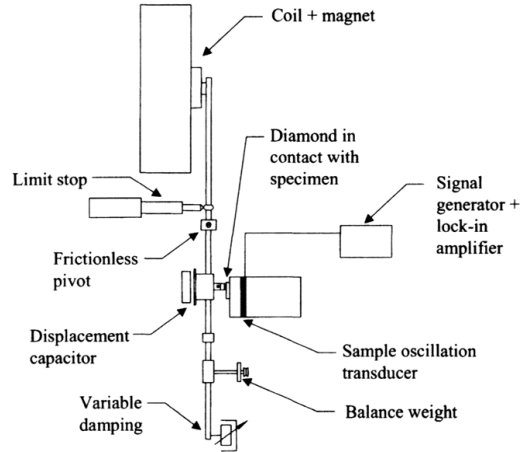 Coil + magnet
Diamond in
contact with
specimen
Limit stop
Signal
generator +
lock-in
amplifier
Frictionless
pivot
Displacement
capacitor
Sample oscillation
transducer
Variable
damping
Balance weight